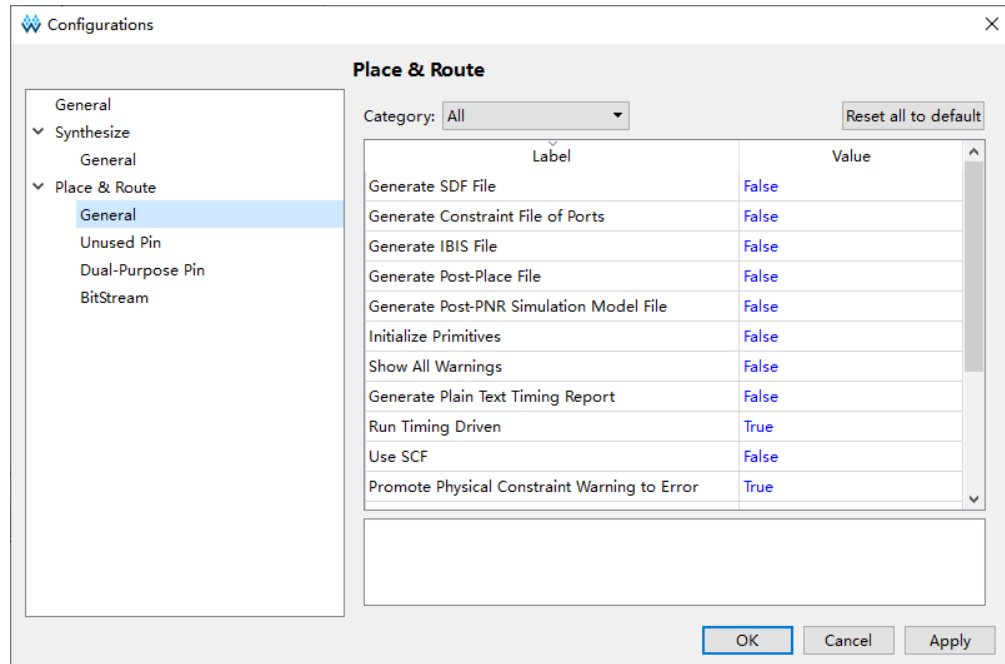 Configurations
Place & Route
General
Synthesize
General
Place & Route
General
Unused Pin
Dual-Purpose Pin
BitStream
Category: All
Reset all to default
Label Value
Generate SDF File False
Generate Constraint File of Ports False
Generate IBIS File False
Generate Post-Place File False
Generate Post-PNR Simulation Model File False
Initialize Primitives False
Show All Warnings False
Generate Plain Text Timing Report False
Run Timing Driven True
Use SCF False
Promote Physical Constraint Warning to Error True
OK Cancel Apply